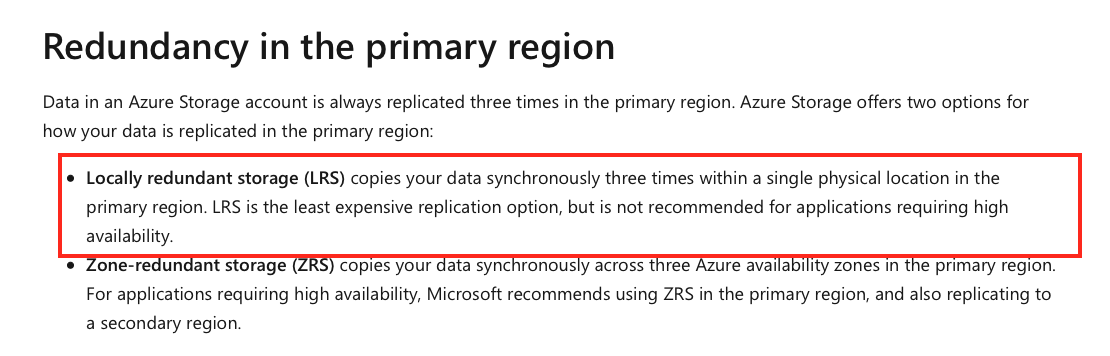 Redundancy in the primary region
Data in an Azure Storage account is always replicated three times in the primary region. Azure Storage offers two options for
how your data is replicated in the primary region:
• Locally redundant storage (LRS) copies your data synchronously three times within a single physical location in the
primary region. LRS is the least expensive replication option, but is not recommended for applications requiring high
availability.
• Zone-redundant storage (ZRS) copies your data synchronously across three Azure availability zones in the primary region.
For applications requiring high availability, Microsoft recommends using ZRS in the primary region, and also replicating to
a secondary region.